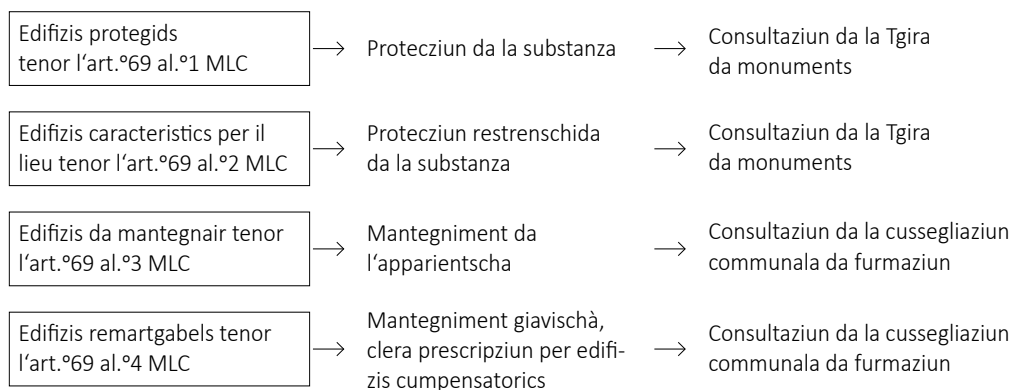 Edifizis protegids
tenor l‘art.°69 al.°1 MLC
Protecziun da la substanza
Consultaziun da la Tgira
da monuments
Edifizis caracteristics per il
lieu tenor l‘art.°69 al.°2 MLC
Protecziun restrenschida
da la substanza
Consultaziun da la Tgira
da monuments
Edifizis da mantegnair tenor
l‘art.°69 al.°3 MLC
Mantegniment da
l‘apparientscha
Consultaziun da la cussegliaziun
communala da furmaziun
Edifizis remartgabels tenor
l‘art.°69 al.°4 MLC
Mantegniment giavischà,
clera prescripziun per edifi-
zis cumpensatorics
Consultaziun da la cussegliaziun
communala da furmaziun